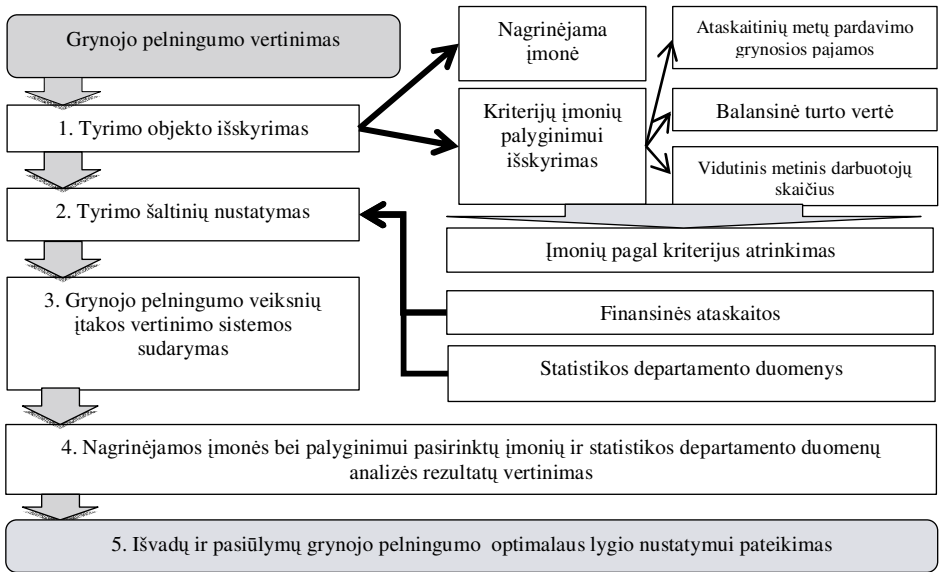 Grynojo pelningumo vertinimas
1. Tyrimo objekto išskyrimas
Nagrinėjama
įmonė
Kriterijų įmonių
palyginimui
išskyrimas
Ataskaitinių metų pardavimo
grynosios pajamos
Balansinė turto vertė
Vidutinis metinis darbuotojų
skaičius
Įmonių pagal kriterijus atrinkimas
2. Tyrimo šaltinių nustatymas
Finansinės ataskaitos
Statistikos departamento duomenys
3. Grynojo pelningumo veiksnių
įtakos vertinimo sistemos
sudarymas
4. Nagrinėjamos įmonės bei palyginimui pasirinktų įmonių ir statistikos departamento duomenų
analizės rezultatų vertinimas
5. Išvadų ir pasiūlymų grynojo pelningumo optimalaus lygio nustatymui pateikimas